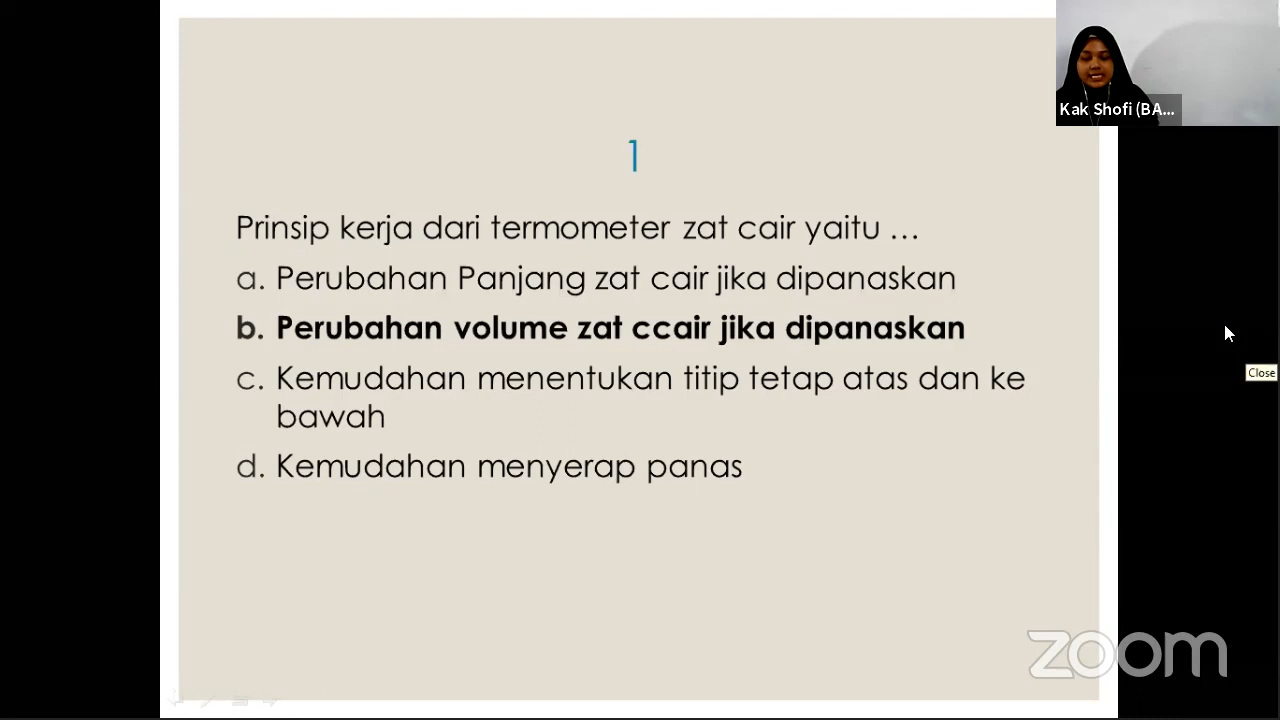 Kak Shofi (BA...
1
Prinsip kerja dari termometer zat cair yaitu …
a. Perubahan Panjang zat cair jika dipanaskan
b. Perubahan volume zat ccair jika dipanaskan
Close
c. Kemudahan menentukan titip tetap atas dan ke
bawah
d. Kemudahan menyerap panas
zoom